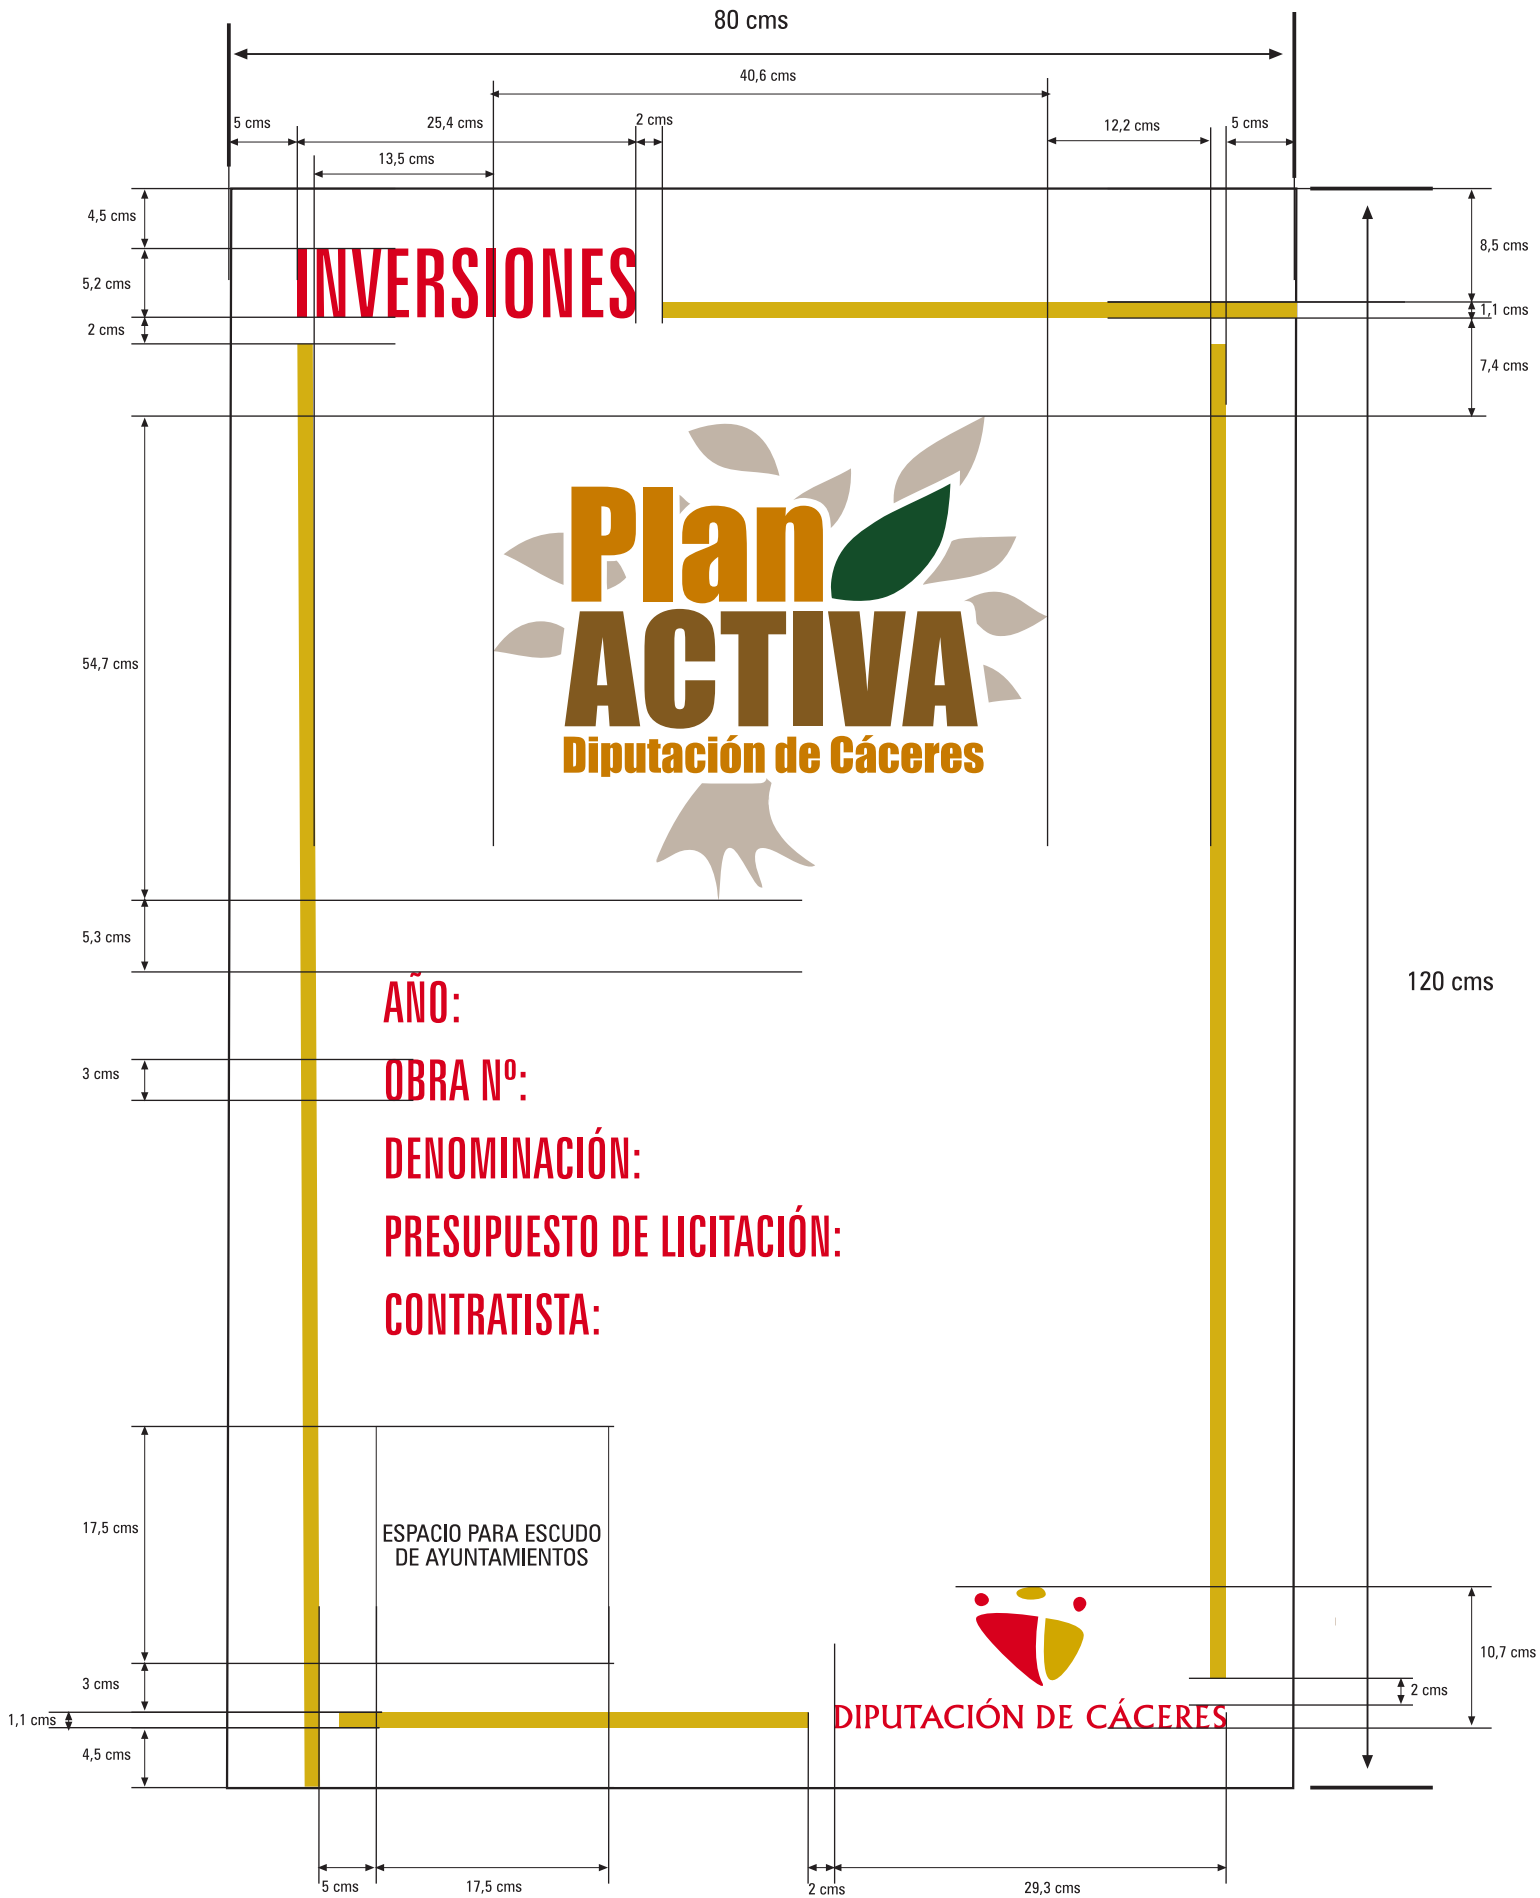 80 cms
40,6 cms
5 cms
25,4 cms
2 cms
12,2 cms
5 cms
13,5 cms
4,5 cms
8,5 cms
INVERSIONES
5,2 cms
1,1 cms
2 cms
7,4 cms
Plan
ACTIVA
Diputación de Cáceres
54,7 cms
5,3 cms
120 cms
AÑO:
3 cms
OBRA Nº:
DENOMINACIÓN:
PRESUPUESTO DE LICITACIÓN:
CONTRATISTA:
17,5 cms
ESPACIO PARA ESCUDO
DE AYUNTAMIENTOS
10,7 cms
3 cms
2 cms
1,1 cms
DIPUTACIÓN DE CÁCERES
4,5 cms
5 cms
17,5 cms
2 cms
29,3 cms